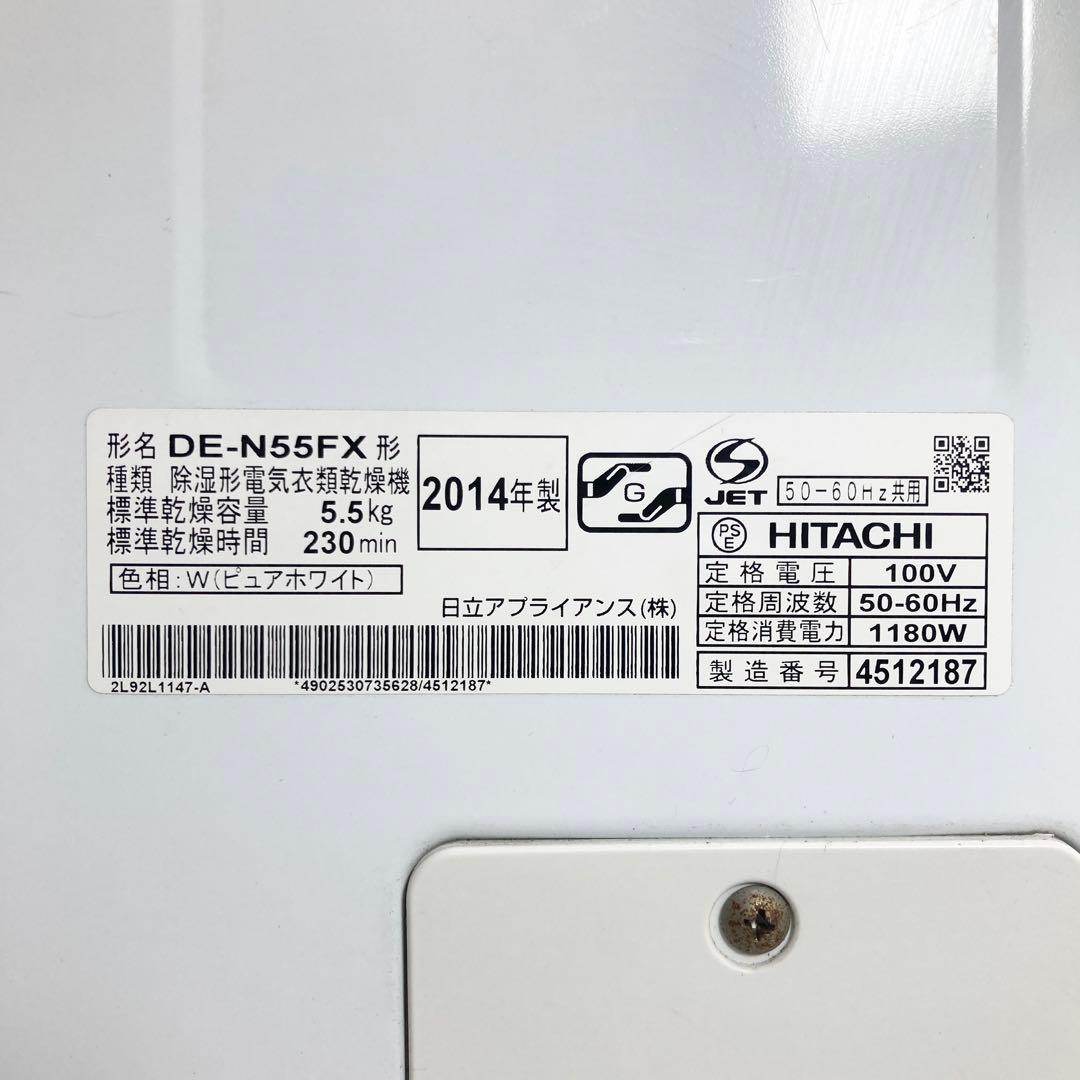 形名 DE-N55FX 形
種類 除湿形電気衣類乾燥機
標準乾燥容量 5.5kg
標準乾燥時間 230min
色相:W(ピュアホワイト)
2014年製
G
JET
50-60Hz共用
PSE HITACHI
定格電圧 100V
定格周波数 50-60Hz
定格消費電力 1180W
製造番号 4512187
日立アプライアンス(株)
2L92L1147-A *4902530735628/4512187*